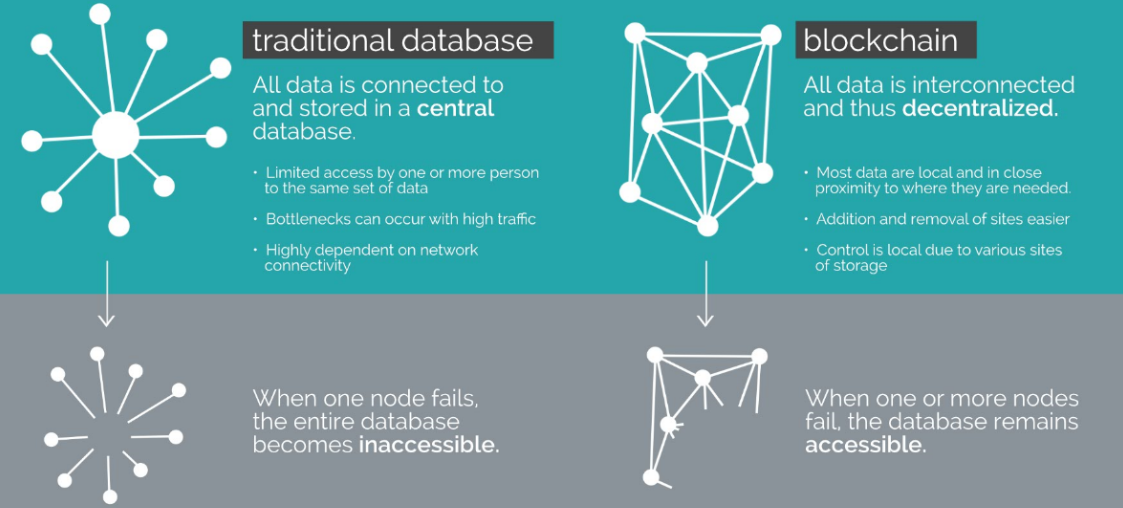 traditional database
All data is connected to
and stored in a central
database.
• Limited access by one or more person
to the same set of data
• Bottlenecks can occur with high traffic
• Highly dependent on network
connectivity
When one node fails,
the entire database
becomes inaccessible.
blockchain
All data is interconnected
and thus decentralized.
• Most data are local and in close
proximity to where they are needed.
• Addition and removal of sites easier
• Control is local due to various sites
of storage
When one or more nodes
fail, the database remains
accessible.